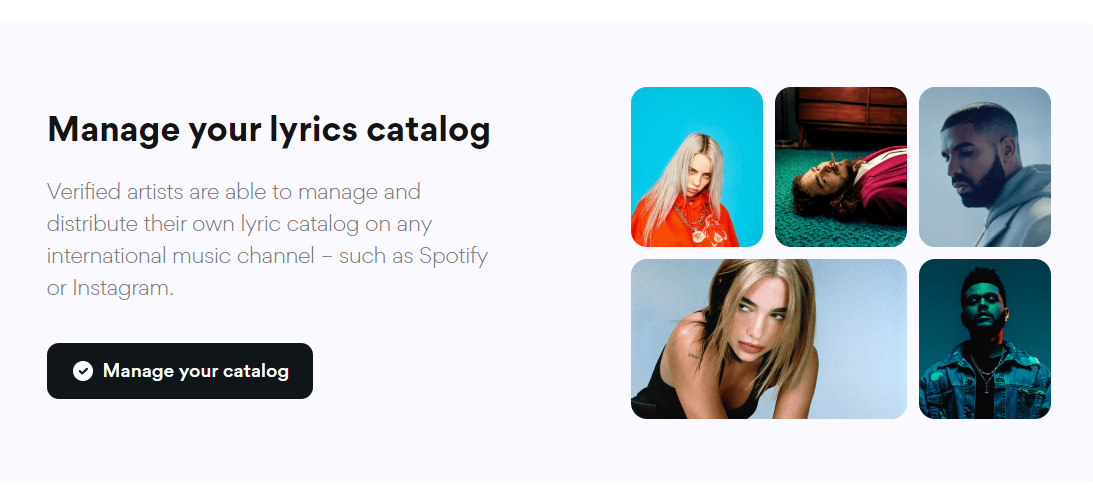 Manage your lyrics catalog
Verified artists are able to manage and
distribute their own lyric catalog on any
international music channel – such as Spotify
or Instagram.
Manage your catalog